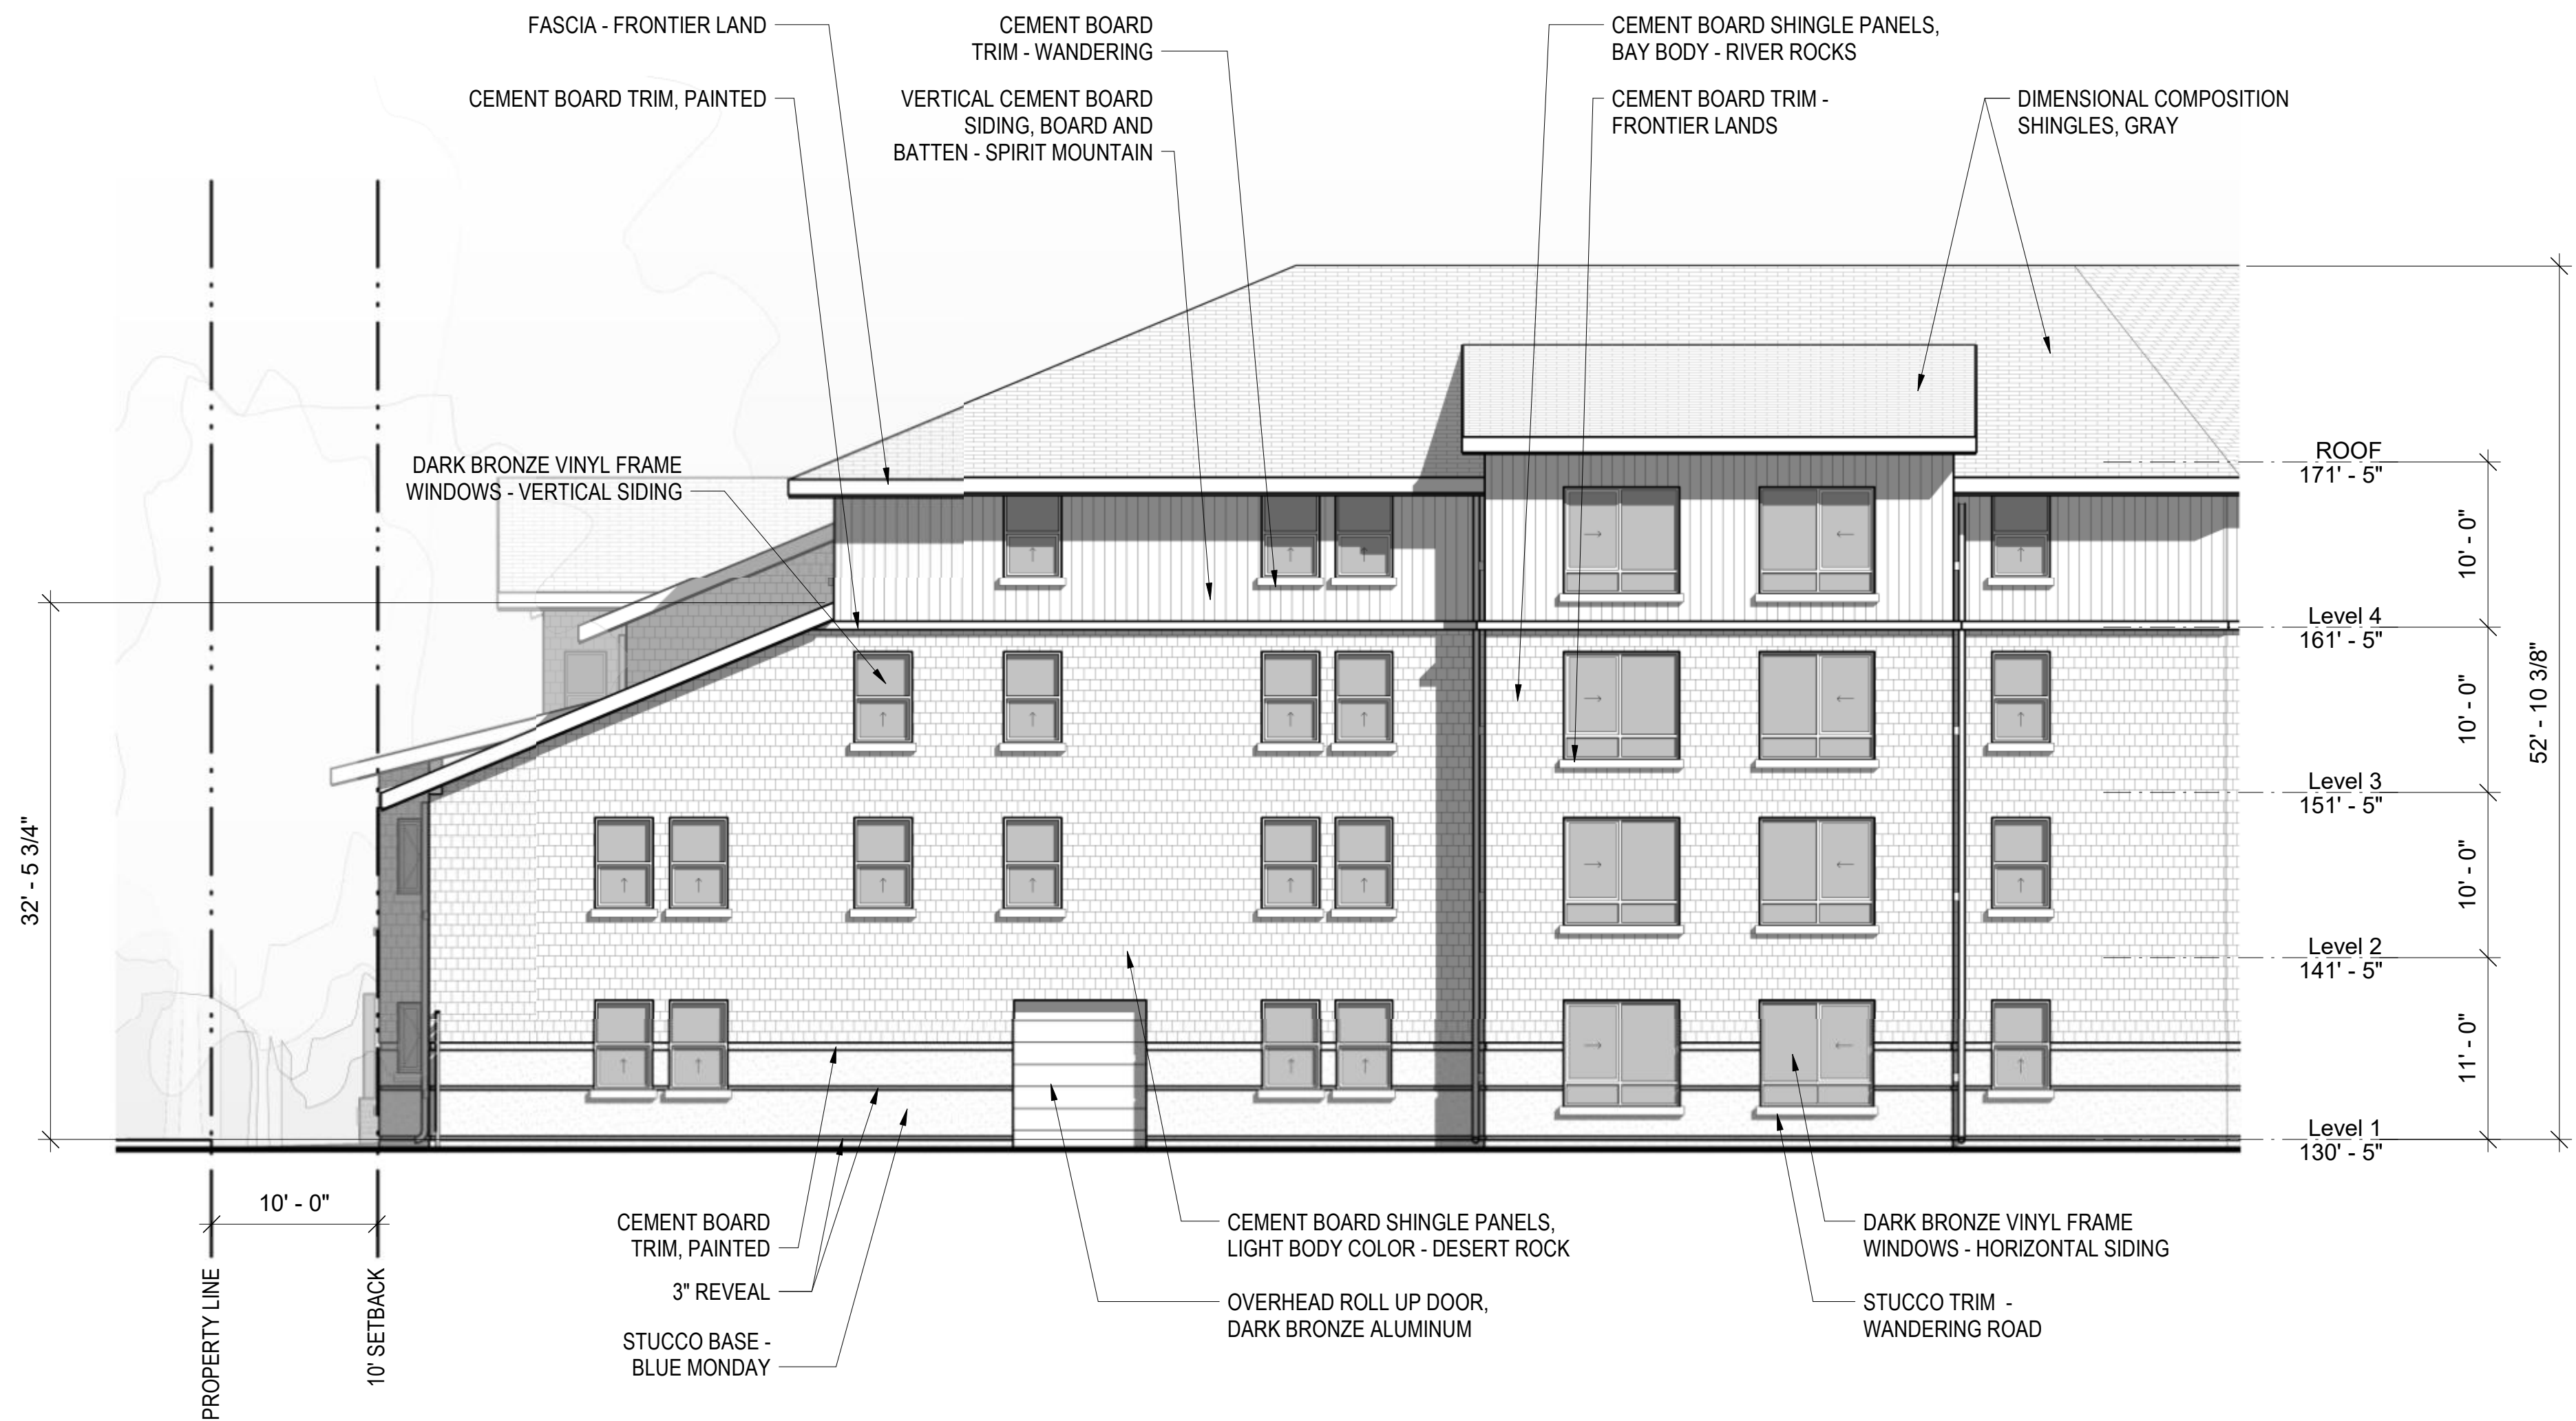 FASCIA - FRONTIER LAND
CEMENT BOARD
TRIM - WANDERING
CEMENT BOARD SHINGLE PANELS,
BAY BODY - RIVER ROCKS
CEMENT BOARD TRIM, PAINTED
VERTICAL CEMENT BOARD
SIDING, BOARD AND
BATTEN - SPIRIT MOUNTAIN
CEMENT BOARD TRIM -
FRONTIER LANDS
DIMENSIONAL COMPOSITION
SHINGLES, GRAY
DARK BRONZE VINYL FRAME
WINDOWS - VERTICAL SIDING
ROOF
171' - 5"
10' - 0"
Level 4
161' - 5"
10' - 0"
52' - 10 3/8"
Level 3
151' - 5"
10' - 0"
32' - 5 3/4"
Level 2
141' - 5"
11' - 0"
Level 1
130' - 5"
10' - 0"
PROPERTY LINE
10' SETBACK
CEMENT BOARD
TRIM, PAINTED
3" REVEAL
STUCCO BASE -
BLUE MONDAY
CEMENT BOARD SHINGLE PANELS,
LIGHT BODY COLOR - DESERT ROCK
OVERHEAD ROLL UP DOOR,
DARK BRONZE ALUMINUM
DARK BRONZE VINYL FRAME
WINDOWS - HORIZONTAL SIDING
STUCCO TRIM -
WANDERING ROAD